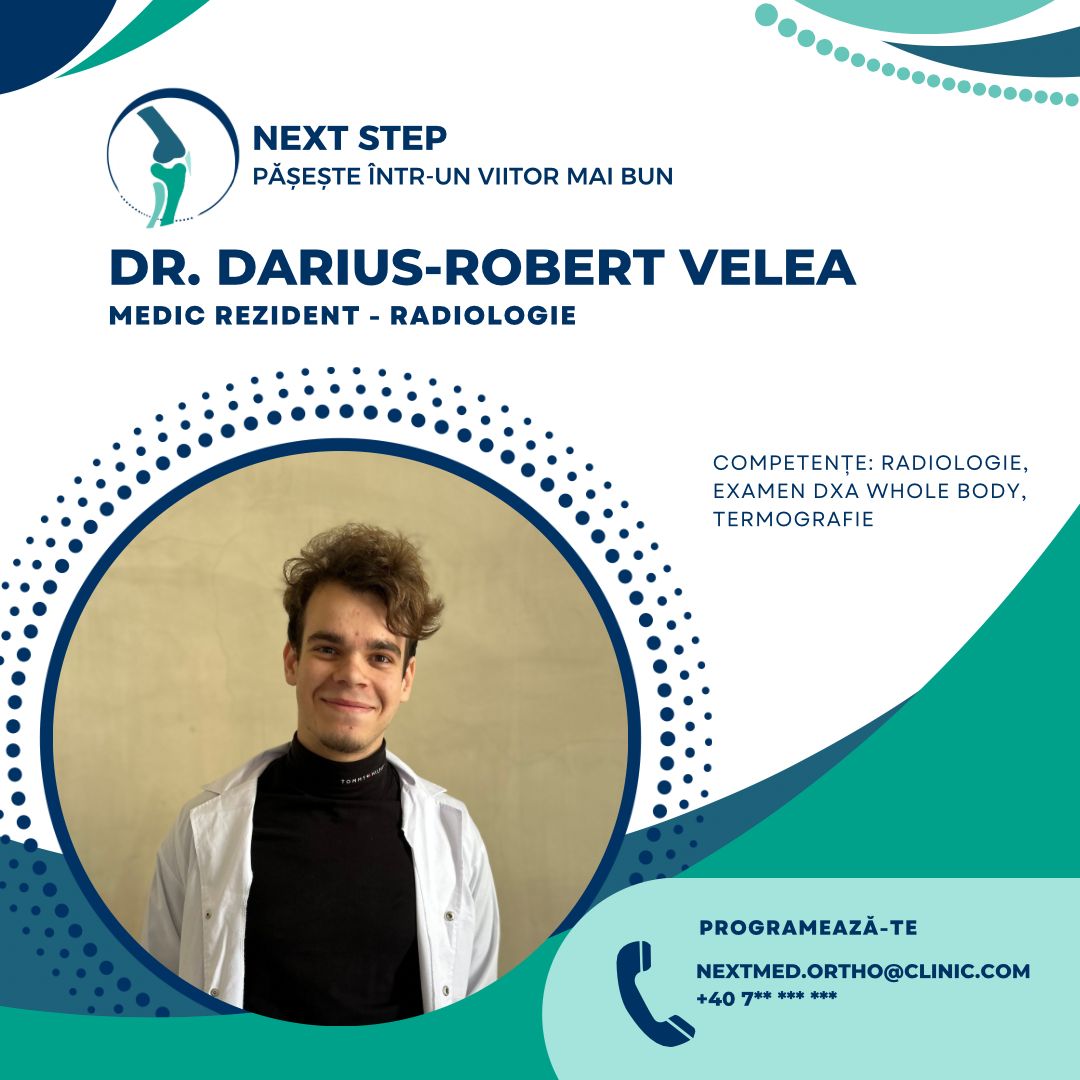 NEXT STEP
PĂȘEȘTE ÎNTR-UN VIITOR MAI BUN
DR. DARIUS-ROBERT VELEA
MEDIC REZIDENT - RADIOLOGIE
COMPETENȚE: RADIOLOGIE,
EXAMEN DXA WHOLE BODY,
TERMOGRAFIE
TOMMY
PROGRAMEAZĂ-TE
NEXTMED.ORTHO@CLINIC.COM
+40 7** *** ***